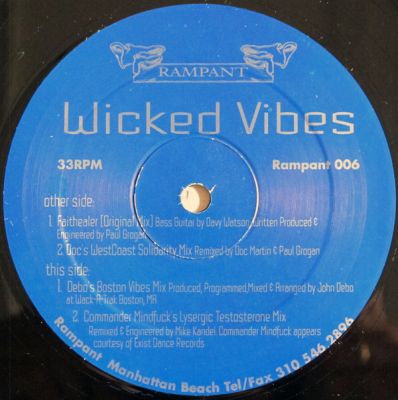 RAMPANT
Wicked Vibes
33RPM
Rampant 006
other side:
1. Faithealer [Original Mix] Bass Guitar by Davy Watson, Written Produced &
Engineered by Paul Grogan
2. Doc's WestCoast Solidarity Mix Remixed by Doc Martin & Paul Grogan
this side:
1. Debo's Boston Vibes Mix Produced, Programmed, Mixed & Arranged by John Debo
at Wack-A-Trak Boston, MA
2. Commander Mindfuck's Lysergic Testosterone Mix
Remixed & Engineered by Mike Kandel. Commander Mindfuck appears
courtesy of Exist Dance Records
Rampant Manhattan Beach Tel/Fax 310 546 2896